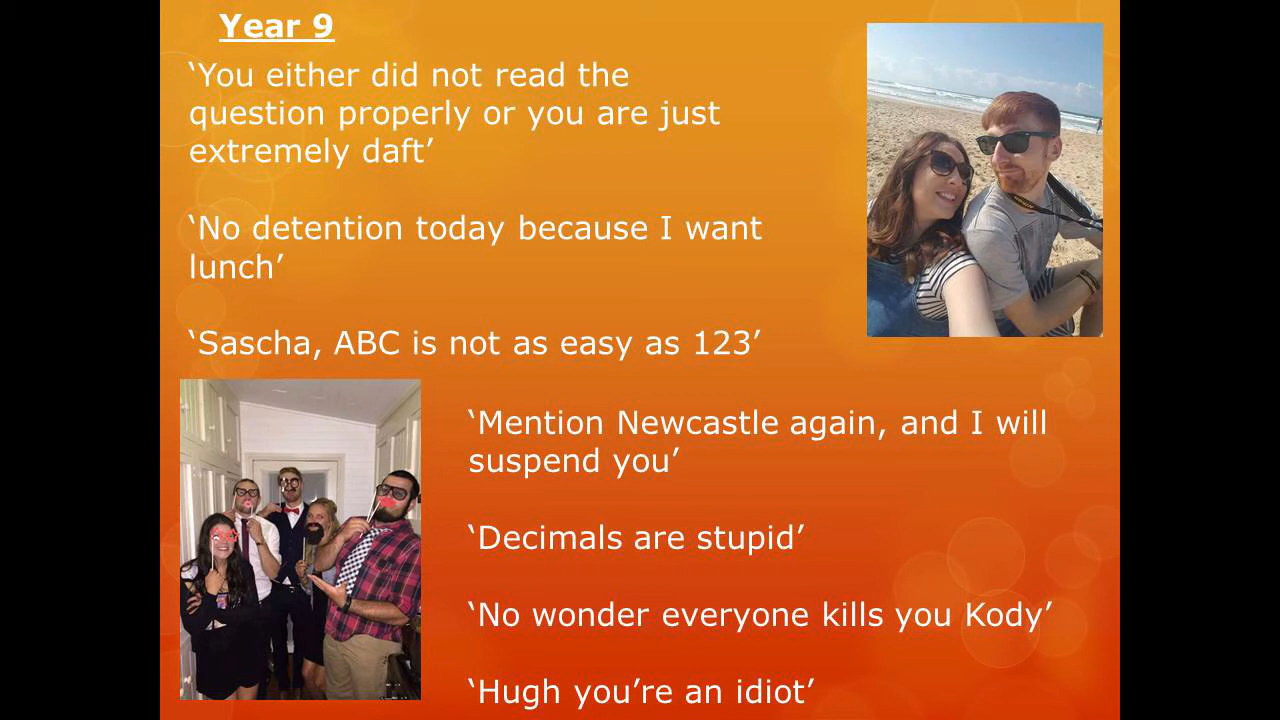 Year 9
‘You either did not read the
question properly or you are just
extremely daft’
‘No detention today because I want
lunch’
‘Sascha, ABC is not as easy as 123’
‘Mention Newcastle again, and I will
suspend you’
‘Decimals are stupid’
‘No wonder everyone kills you Kody’
‘Hugh you’re an idiot’